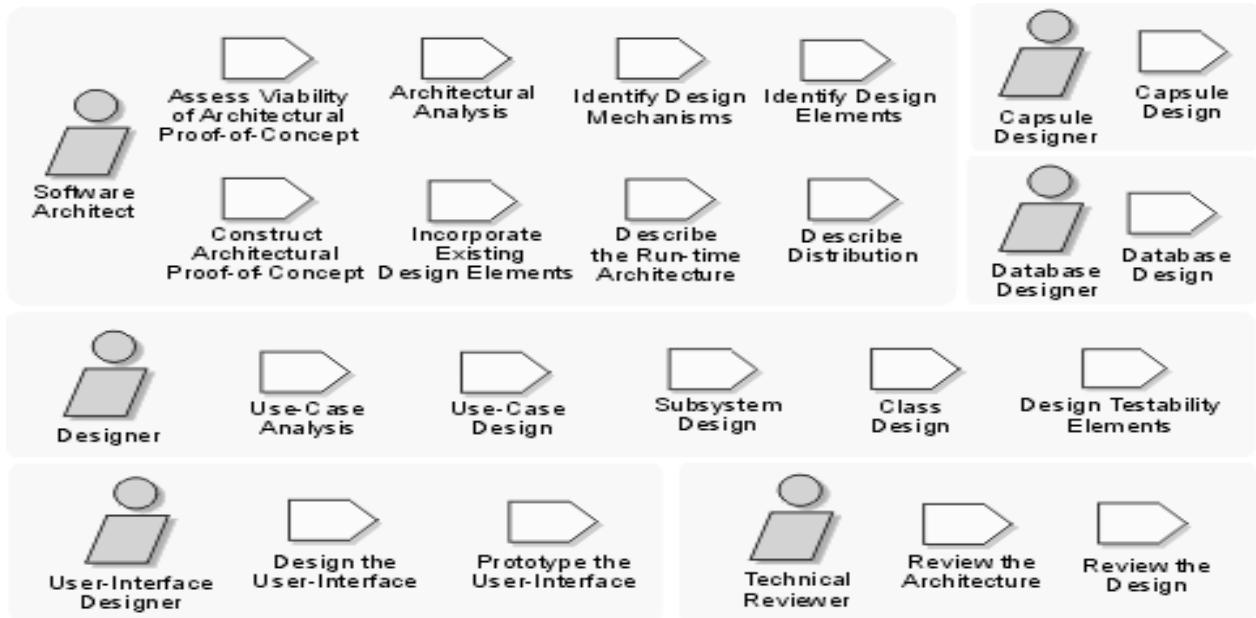 Assess Viability
of Architectural
Proof-of-Concept
Architectural
Analysis
Identify Design
Mechanisms
Identify Design
Elements
Software
Architect
Construct
Architectural
Proof-of-Concept
Incorporate
Existing
Design Elements
Describe
the Run-time
Architecture
Describe
Distribution
Capsule
Designer
Capsule
Design
Database
Designer
Database
Design
Designer
Use-Case
Analysis
Use-Case
Design
Subsystem
Design
Class
Design
Design Testability
Elements
User-Interface
Designer
Design the
User-Interface
Prototype the
User-Interface
Technical
Reviewer
Review the
Architecture
Review the
Design